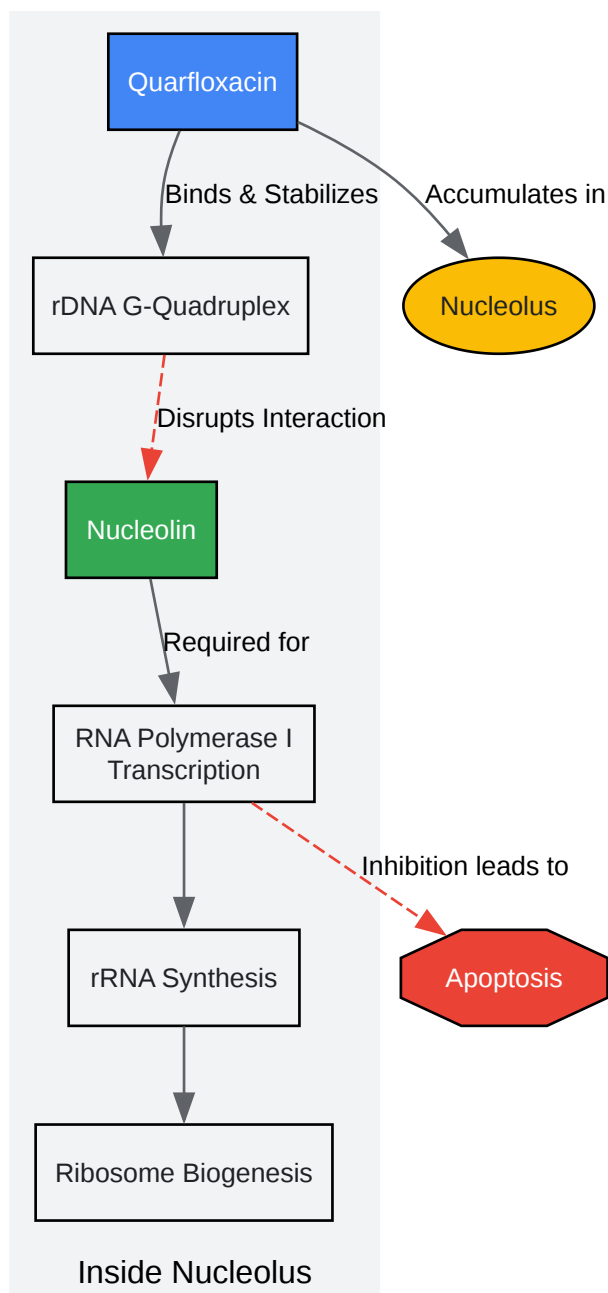 Quarfloxacin
Binds & Stabilizes
Accumulates in
rDNA G-Quadruplex
Nucleolus
Disrupts Interaction
Nucleolin
Required for
RNA Polymerase I
Transcription
Inhibition leads to
rRNA Synthesis
Apoptosis
Ribosome Biogenesis
Inside Nucleolus